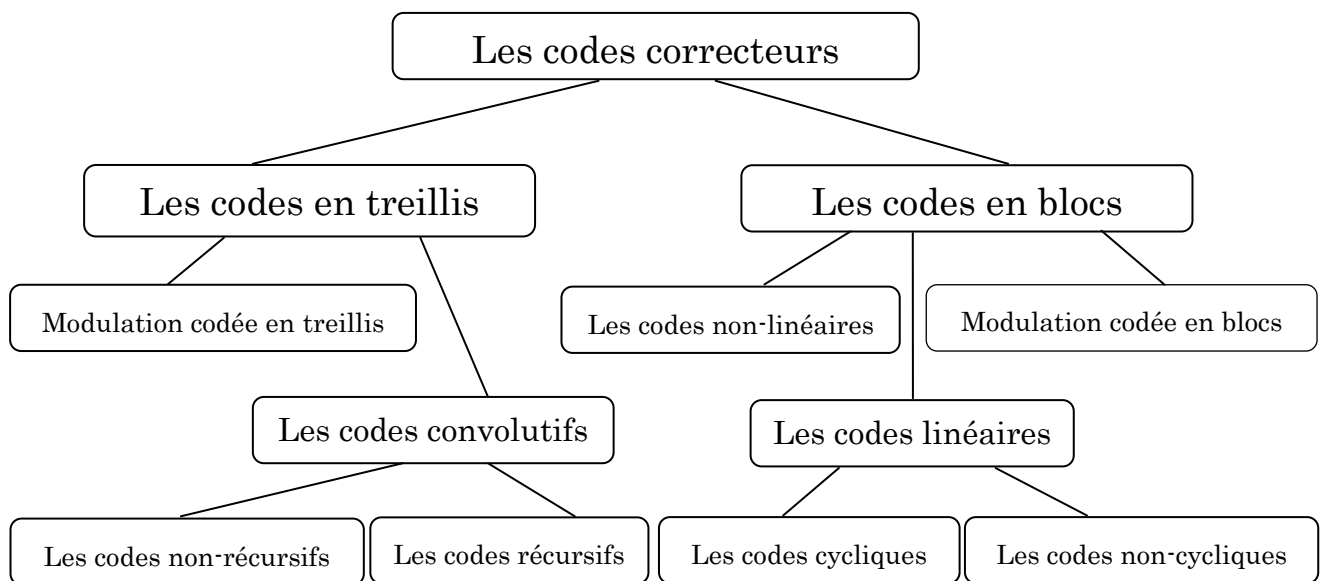 Les codes correcteurs
Les codes en treillis
Les codes en blocs
Modulation codée en treillis
Les codes non-linéaires
Modulation codée en blocs
Les codes convolutifs
Les codes linéaires
Les codes non-récursifs
Les codes récursifs
Les codes cycliques
Les codes non-cycliques